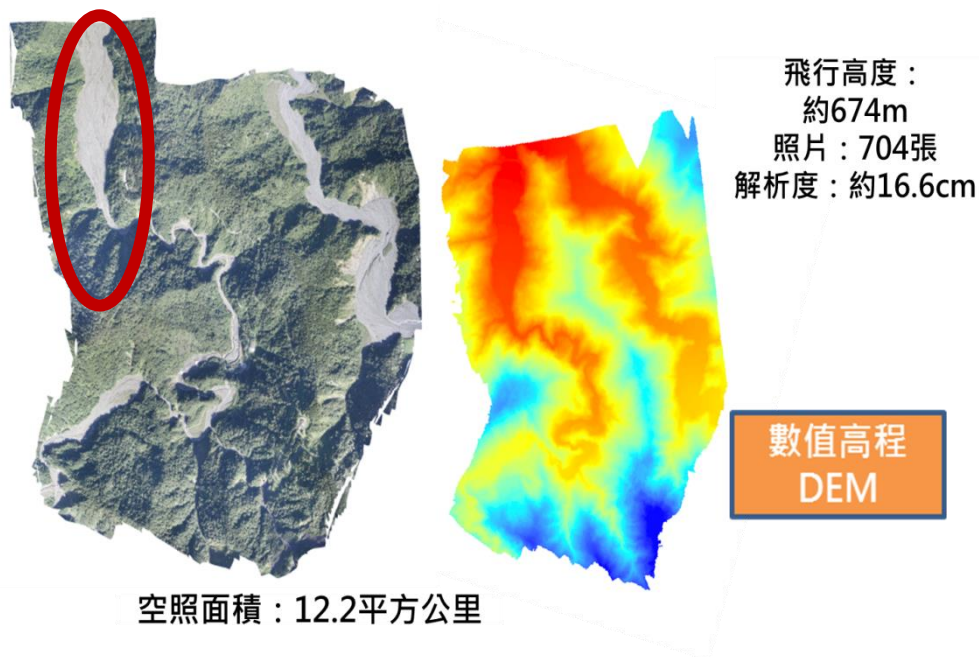 飛行高度：
約674m
照片：704張
解析度：約16.6cm
數值高程
DEM
空照面積：12.2平方公里